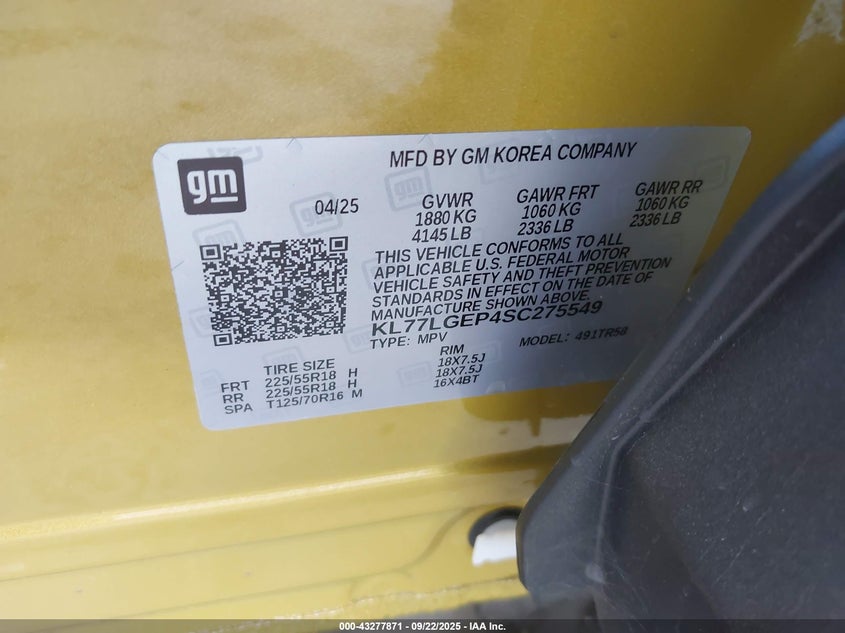 gm
MFD BY GM KOREA COMPANY
04/25
GVWR GAWR FRT GAWR RR
1880 KG 1060 KG 1060 KG
4145 LB 2336 LB 2336 LB
THIS VEHICLE CONFORMS TO ALL
APPLICABLE U.S. FEDERAL MOTOR
VEHICLE SAFETY AND THEFT PREVENTION
STANDARDS IN EFFECT ON THE DATE OF
MANUFACTURE SHOWN ABOVE.
KL77LGEP4SC275549
TYPE: MPV MODEL: 491TR58
TIRE SIZE RIM
FRT 225/55R18 H 18X7.5J
RR 225/55R18 H 18X7.5J
SPA T125/70R16 M 16X4BT
000-43277871 - 09/22/2025 - IAA Inc.